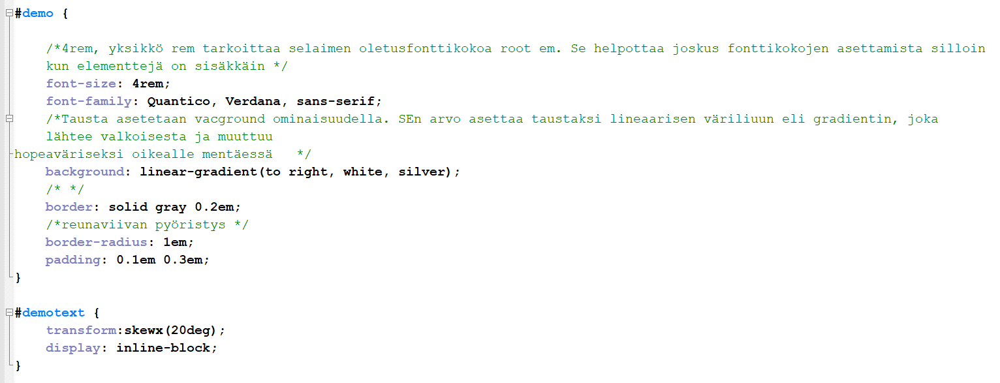 #demo {
/*4rem, yksikkö rem tarkoittaa selaimen oletusfonttikokoa root em. Se helpottaa joskus fonttikokojen asettamista silloin
kun elementtejä on sisäkkäin */
font-size: 4rem;
font-family: Quantico, Verdana, sans-serif;
/*Tausta asetetaan vacground ominaisuudella. SEn arvo asettaa taustaksi lineaarisen väriliuun eli gradientin, joka
lähtee valkoisesta ja muuttuu
hopeaväriseksi oikealle mentäessä   */
background: linear-gradient(to right, white, silver);
/* */
border: solid gray 0.2em;
/*reunaviivan pyöristys */
border-radius: 1em;
padding: 0.1em 0.3em;
}
#demotext {
transform:skewx(20deg);
display: inline-block;
}